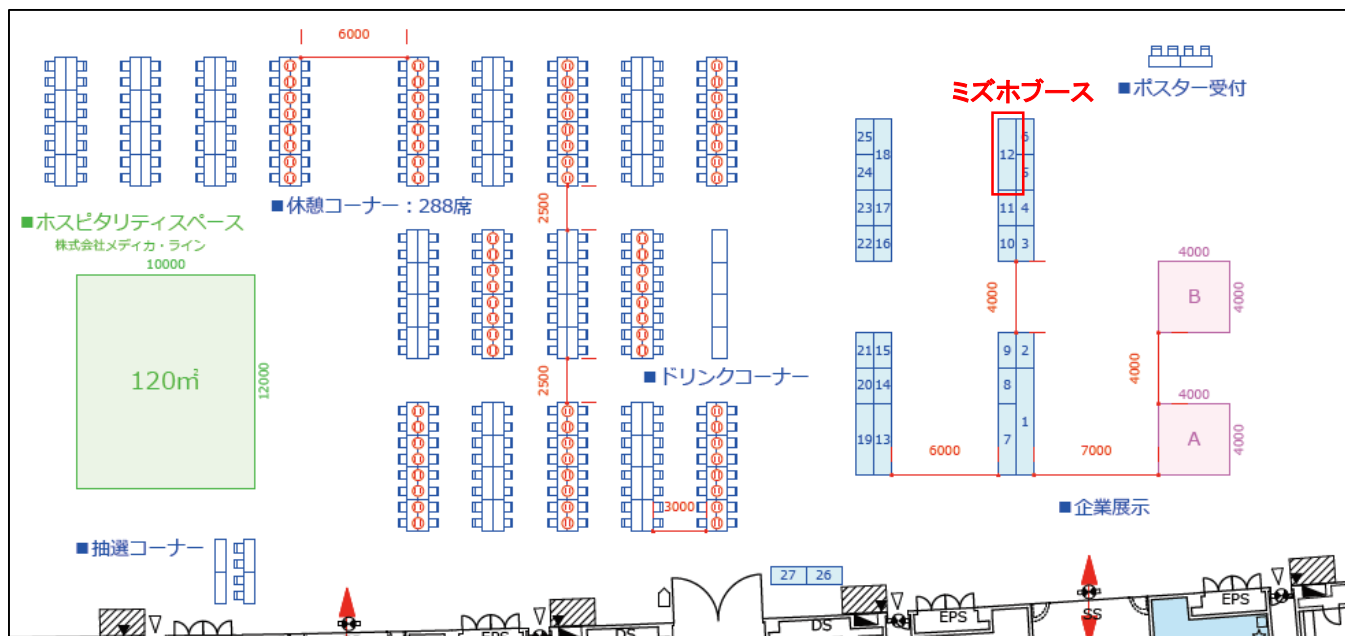 6000
ミズホブース
■ポスター受付
25
18
24
23
17
22
16
12
6
5
11
4
10
3
■休憩コーナー：288席
2500
■ホスピタリティスペース
株式会社メディカ・ライン
10000
120㎡
12000
4000
4000
B
4000
21
15
20
14
19
13
9
2
8
1
7
■ドリンクコーナー
2500
4000
4000
A
4000
6000
7000
3000
■企業展示
■抽選コーナー
27
26
EPS
DS
DS
EPS
SS
EPS